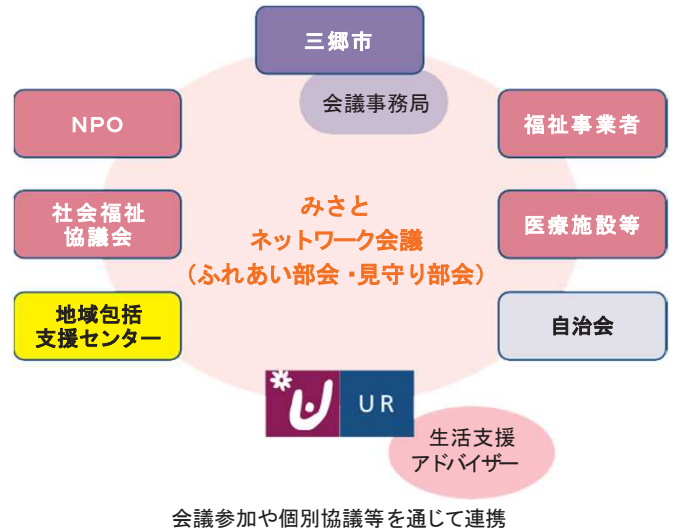 三郷市
会議事務局
NPO
福祉事業者
社会福祉
協議会
みさと
ネットワーク会議
（ふれあい部会・見守り部会）
医療施設等
地域包括
支援センター
自治会
UR
生活支援
アドバイザー
会議参加や個別協議等を通じて連携